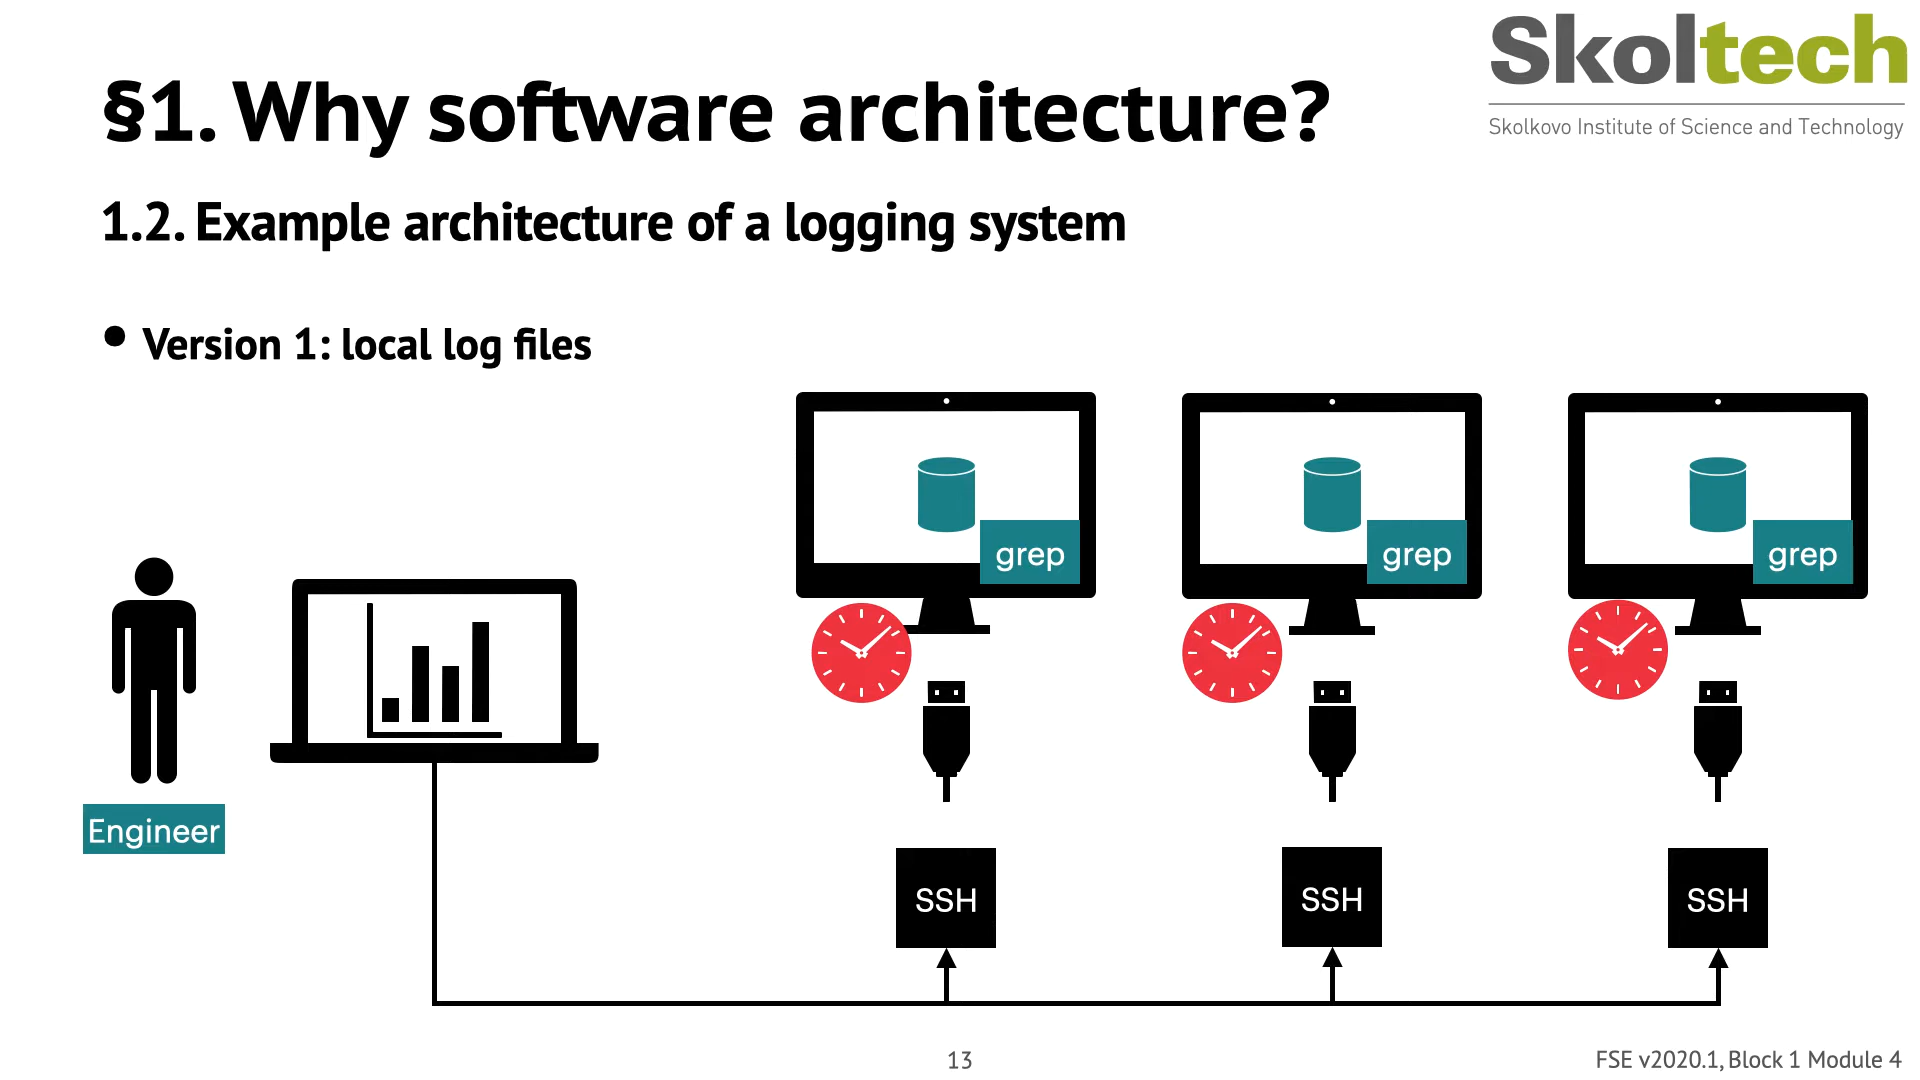 Skoltech
Skolkovo Institute of Science and Technology
§1. Why software architecture?
1.2. Example architecture of a logging system
• Version 1: local log files
grep
grep
grep
Engineer
SSH
SSH
SSH
13
FSE v2020.1, Block 1 Module 4